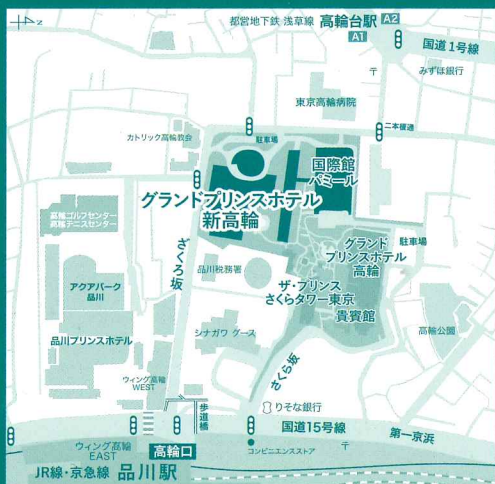 都営地下鉄 浅草線 高輪台駅 A2
A1
国道1号線
〒
みずほ銀行
東京高輪病院
カトリック高輪教会
駐車場
二本榎通
国際館
パミール
グランドプリンスホテル
新高輪
高輪ゴルフセンター
高輪テニスセンター
ざくろ坂
グランド
プリンスホテル
高輪
駐車場
品川税務署
アクアパーク
品川
ザ・プリンス
さくらタワー東京
貴賓館
品川プリンスホテル
シナガワ グース
高輪公園
さくら坂
ウィング高輪
WEST
歩道橋
りそな銀行
国道15号線
第一京浜
〒
ウィング高輪
EAST
高輪口
コンビニエンスストア
JR線・京急線 品川駅